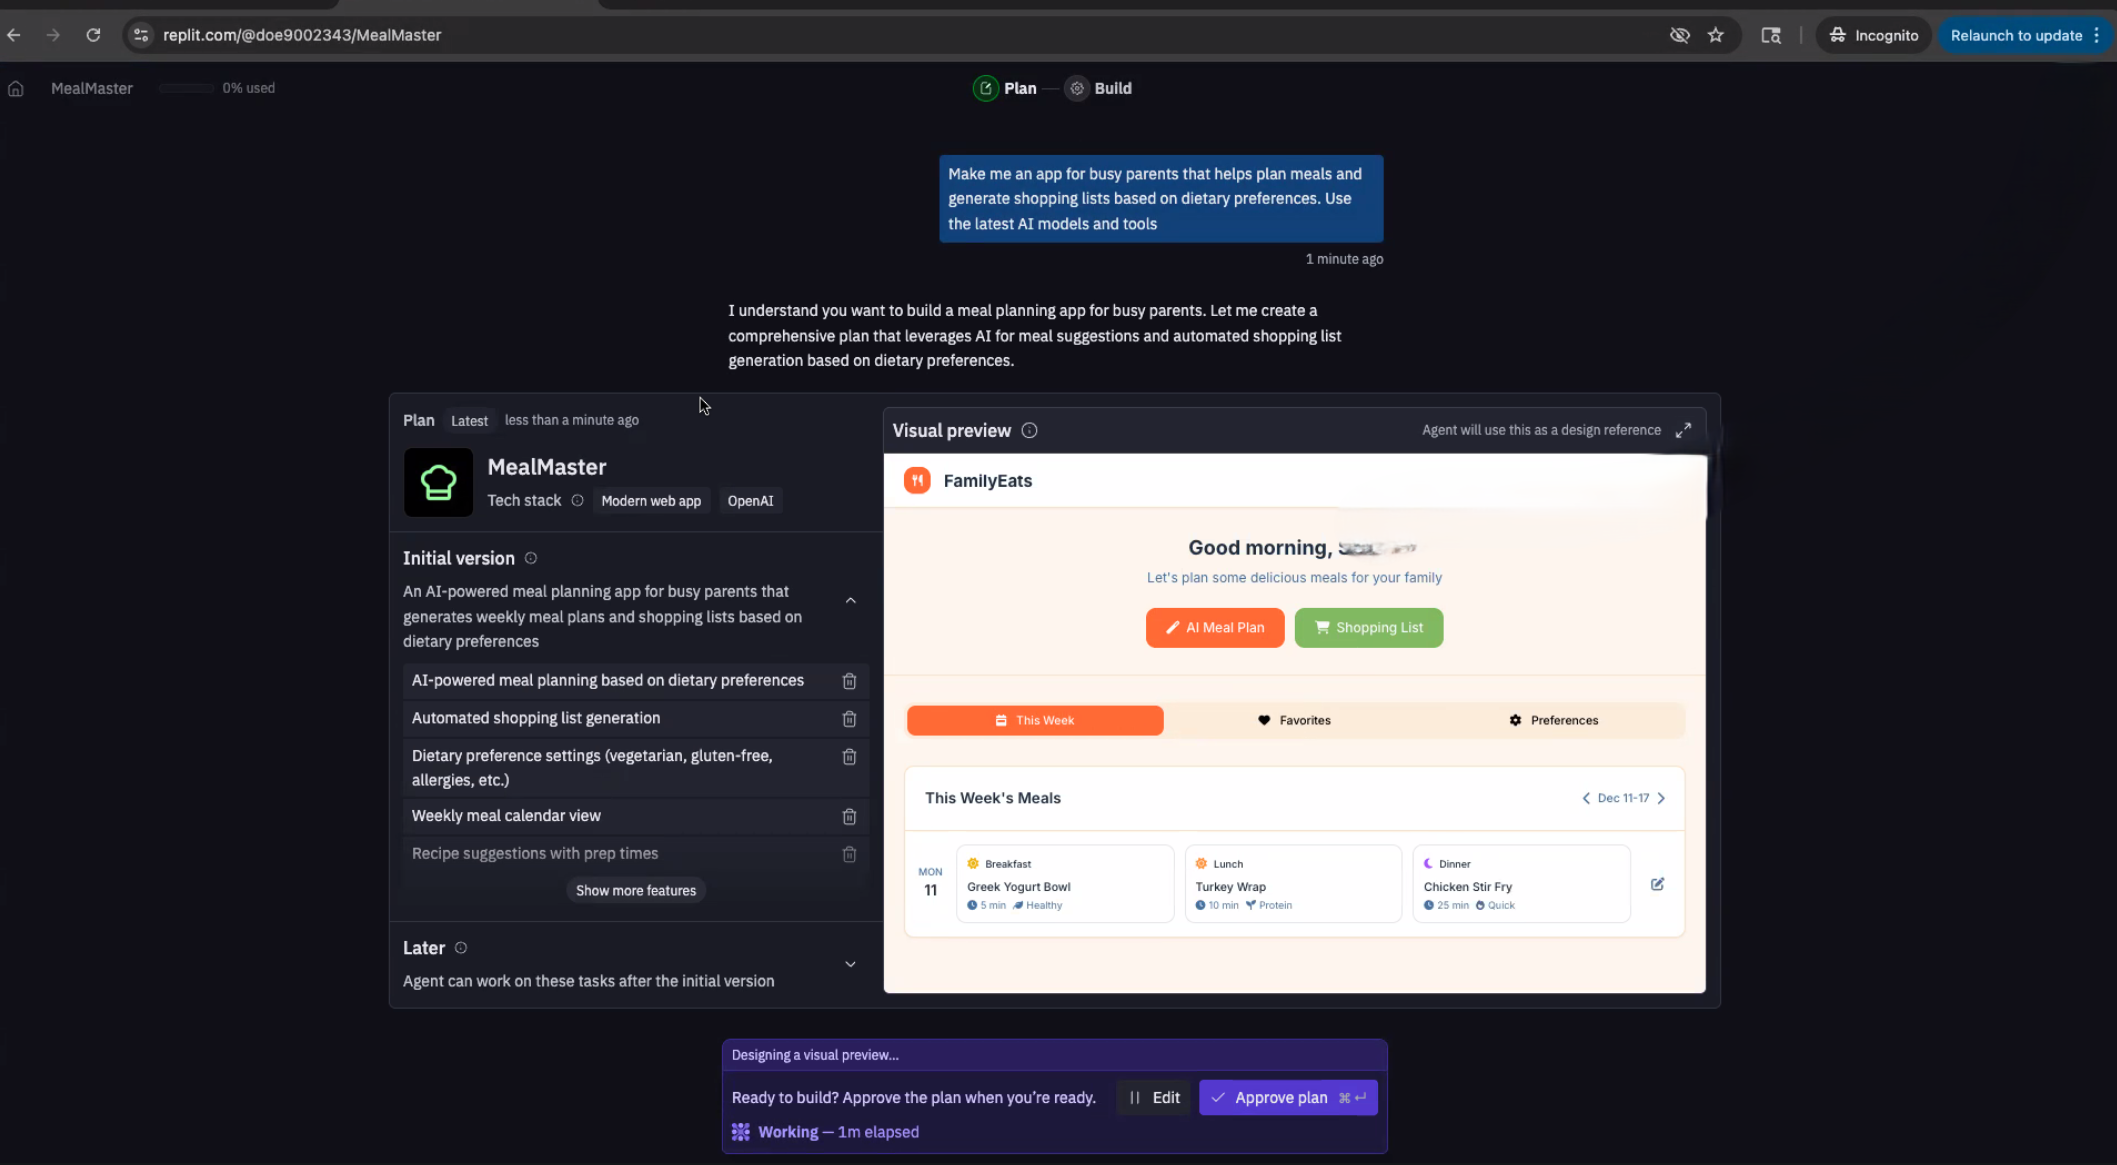 replit.com/@doe9002343/MealMaster
Incognito
Relaunch to update
MealMaster
0% used
Plan
Build
Make me an app for busy parents that helps plan meals and
generate shopping lists based on dietary preferences. Use
the latest AI models and tools
1 minute ago
I understand you want to build a meal planning app for busy parents. Let me create a
comprehensive plan that leverages AI for meal suggestions and automated shopping list
generation based on dietary preferences.
Plan
Latest
less than a minute ago
MealMaster
Tech stack
Modern web app
OpenAI
Initial version
An AI-powered meal planning app for busy parents that
generates weekly meal plans and shopping lists based on
dietary preferences
AI-powered meal planning based on dietary preferences
Automated shopping list generation
Dietary preference settings (vegetarian, gluten-free,
allergies, etc.)
Weekly meal calendar view
Recipe suggestions with prep times
Show more features
Later
Agent can work on these tasks after the initial version
Visual preview
Agent will use this as a design reference
FamilyEats
Good morning,
Let's plan some delicious meals for your family
AI Meal Plan
Shopping List
This Week
Favorites
Preferences
This Week's Meals
Dec 11-17
MON
11
Breakfast
Greek Yogurt Bowl
5 min Healthy
Lunch
Turkey Wrap
10 min Protein
Dinner
Chicken Stir Fry
25 min Quick
Designing a visual preview...
Ready to build? Approve the plan when you're ready.
Edit
Approve plan ⌘ ↵
Working — 1m elapsed